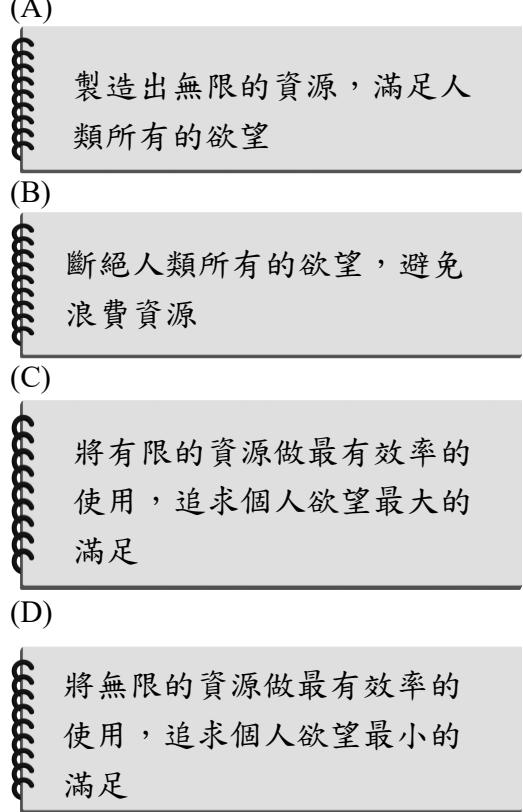 (A)
製造出無限的資源，滿足人
類所有的欲望
(B)
斷絕人類所有的欲望，避免
浪費資源
(C)
將有限的資源做最有效率的
使用，追求個人欲望最大的
滿足
(D)
將無限的資源做最有效率的
使用，追求個人欲望最小的
滿足